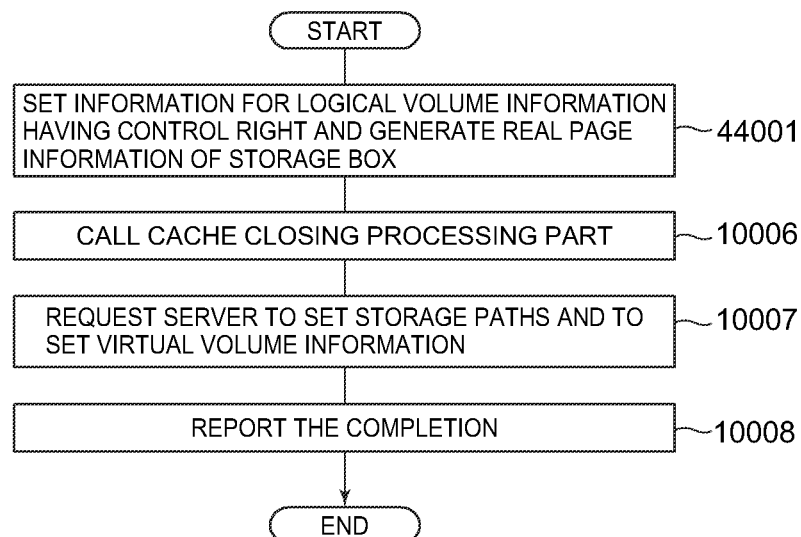 START
SET INFORMATION FOR LOGICAL VOLUME INFORMATION
HAVING CONTROL RIGHT AND GENERATE REAL PAGE
INFORMATION OF STORAGE BOX
44001
CALL CACHE CLOSING PROCESSING PART
10006
REQUEST SERVER TO SET STORAGE PATHS AND TO
SET VIRTUAL VOLUME INFORMATION
10007
REPORT THE COMPLETION
10008
END